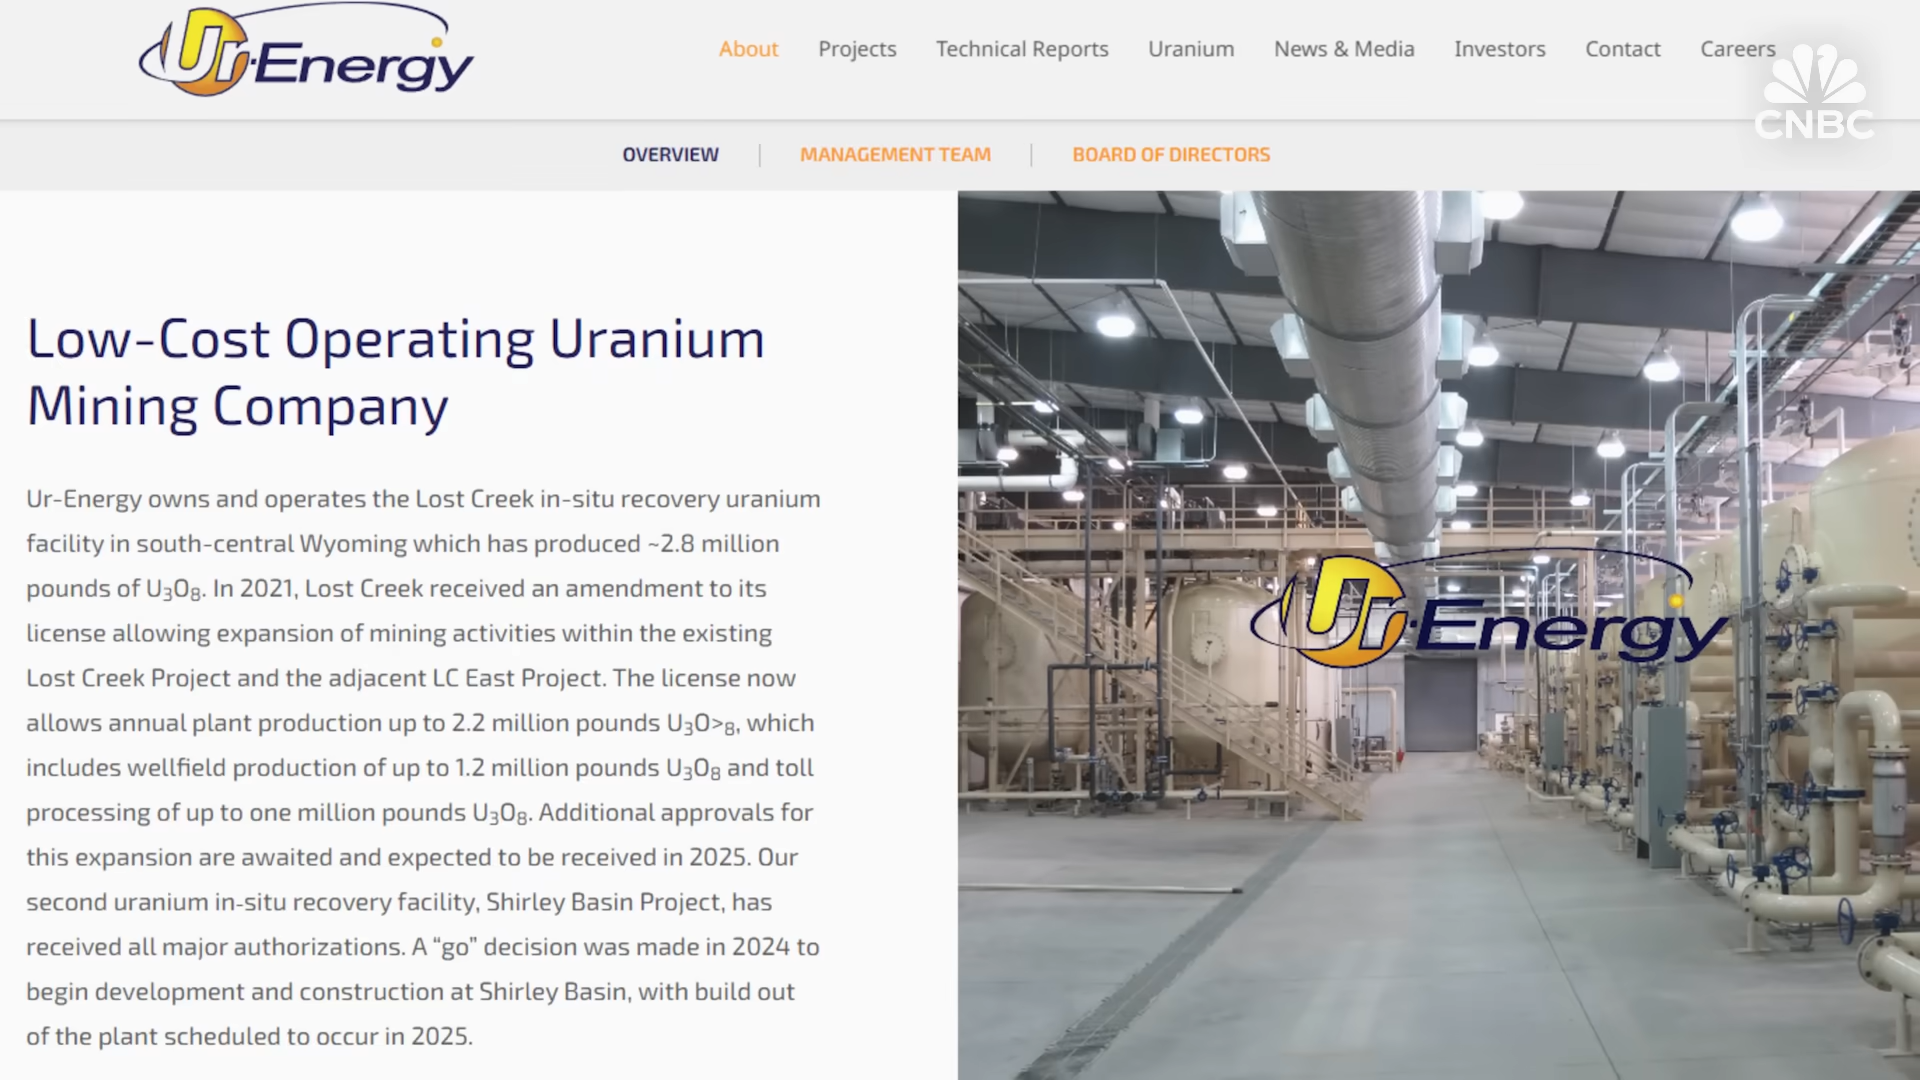 Ur-Energy
About Projects Technical Reports Uranium News & Media Investors Contact Careers
CNBC
OVERVIEW | MANAGEMENT TEAM | BOARD OF DIRECTORS
Low-Cost Operating Uranium
Mining Company
Ur-Energy owns and operates the Lost Creek in-situ recovery uranium
facility in south-central Wyoming which has produced ~2.8 million
pounds of U₃O₈. In 2021, Lost Creek received an amendment to its
license allowing expansion of mining activities within the existing
Lost Creek Project and the adjacent LC East Project. The license now
allows annual plant production up to 2.2 million pounds U₃O>₈, which
includes wellfield production of up to 1.2 million pounds U₃O₈ and toll
processing of up to one million pounds U₃O₈. Additional approvals for
this expansion are awaited and expected to be received in 2025. Our
second uranium in-situ recovery facility, Shirley Basin Project, has
received all major authorizations. A “go” decision was made in 2024 to
begin development and construction at Shirley Basin, with build out
of the plant scheduled to occur in 2025.
Ur-Energy